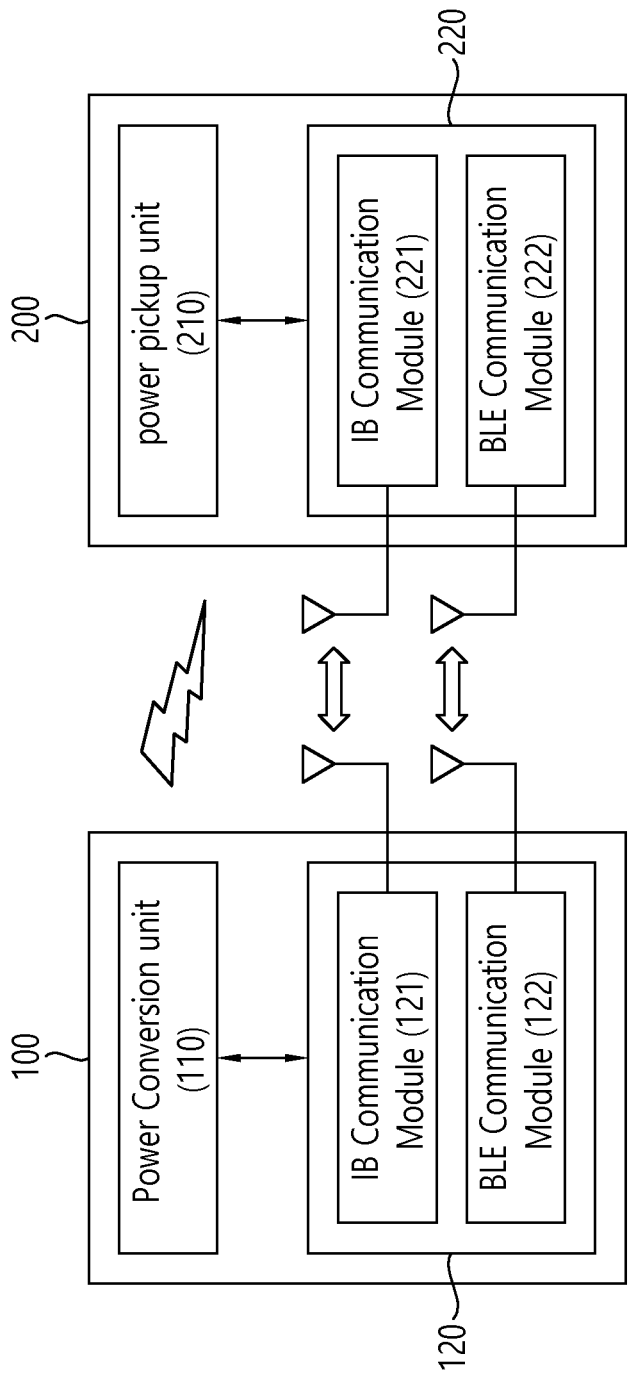 100
Power Conversion unit
(110)
IB Communication
Module (121)
BLE Communication
Module (122)
120
200
power pickup unit
(210)
IB Communication
Module (221)
BLE Communication
Module (222)
220